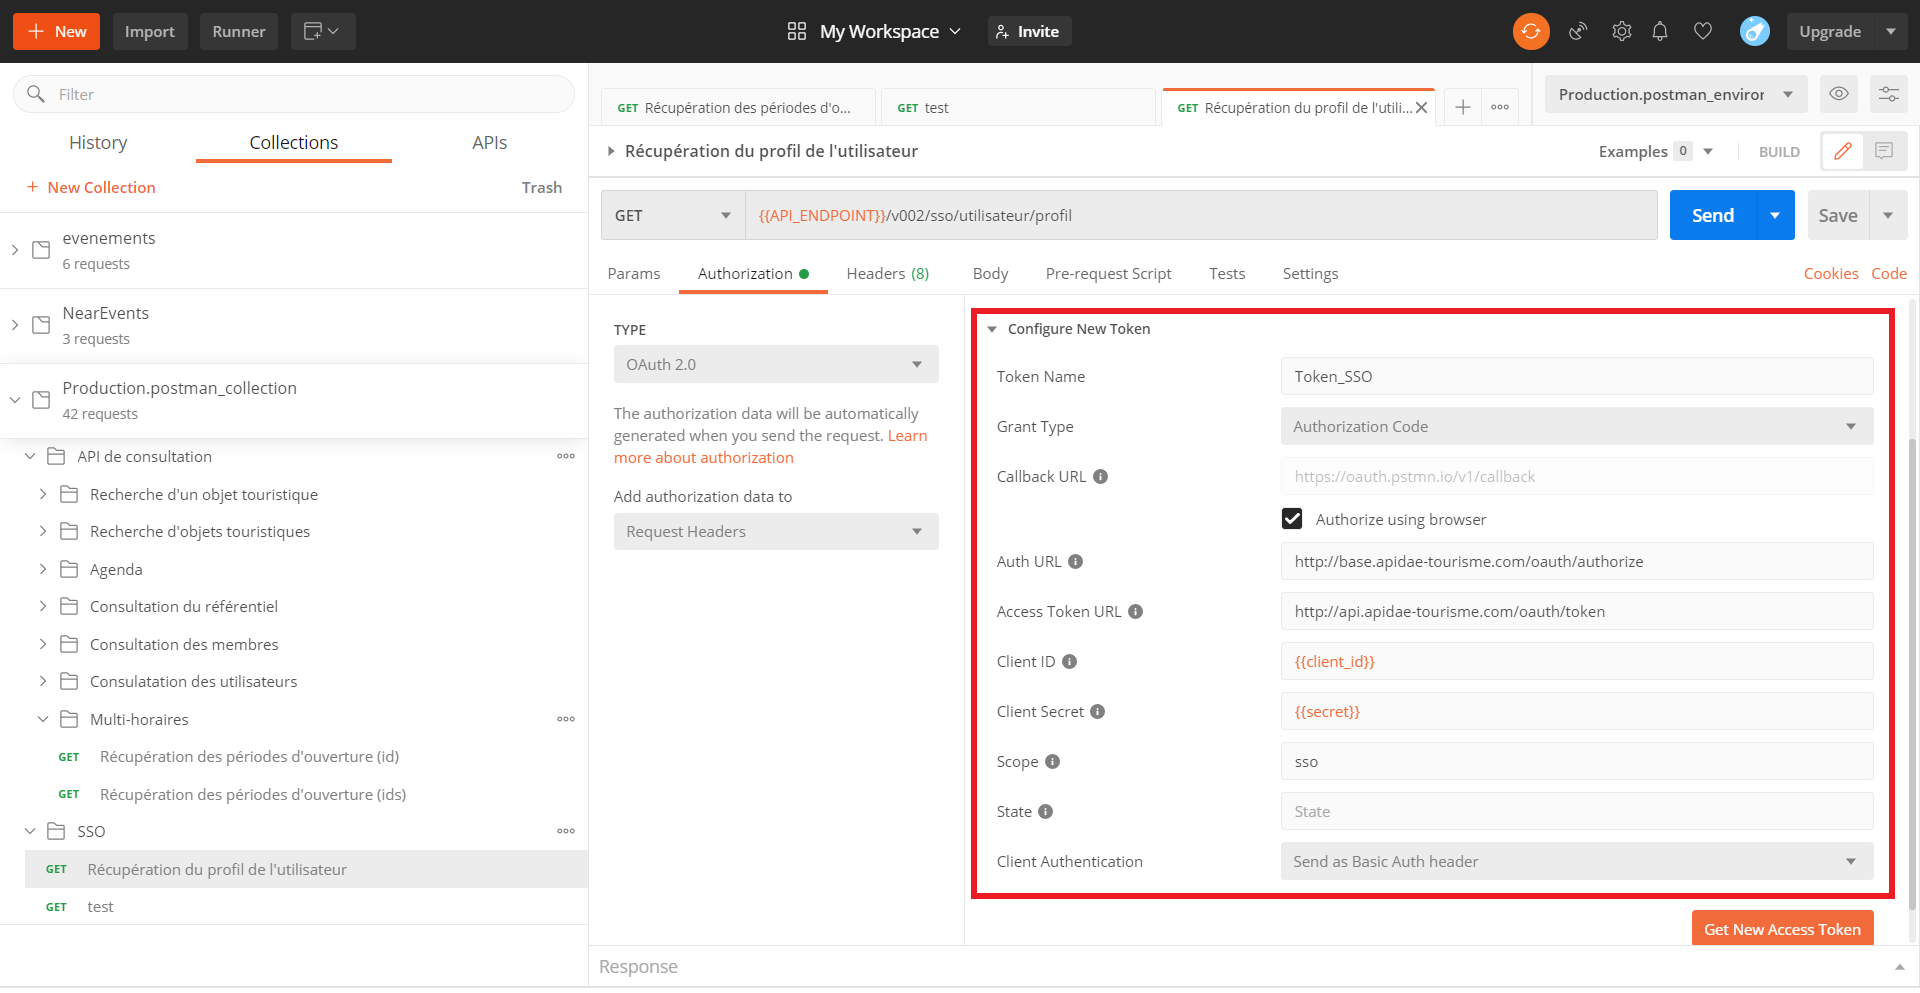 New
Import
Runner
My Workspace
Invite
Upgrade
Filter
History
Collections
APIs
New Collection
Trash
evenements
6 requests
NearEvents
3 requests
Production.postman_collection
42 requests
API de consultation
Recherche d'un objet touristique
Recherche d'objets touristiques
Agenda
Consultation du référentiel
Consultation des membres
Consulatation des utilisateurs
Multi-horaires
GET Récupération des périodes d'ouverture (id)
GET Récupération des périodes d'ouverture (ids)
SSO
GET Récupération du profil de l'utilisateur
GET test
GET Récupération des périodes d'o...
GET test
GET Récupération du profil de l'utili...
Production.postman_enviror
Récupération du profil de l'utilisateur
Examples 0
BUILD
GET
{{API_ENDPOINT}}/v002/sso/utilisateur/profil
Send
Save
Params
Authorization
Headers (8)
Body
Pre-request Script
Tests
Settings
Cookies
Code
TYPE
OAuth 2.0
The authorization data will be automatically
generated when you send the request. Learn
more about authorization
Add authorization data to
Request Headers
Configure New Token
Token Name
Token_SSO
Grant Type
Authorization Code
Callback URL
https://oauth.pstmn.io/v1/callback
Authorize using browser
Auth URL
http://base.apidae-tourisme.com/oauth/authorize
Access Token URL
http://api.apidae-tourisme.com/oauth/token
Client ID
{{client_id}}
Client Secret
{{secret}}
Scope
sso
State
State
Client Authentication
Send as Basic Auth header
Get New Access Token
Response